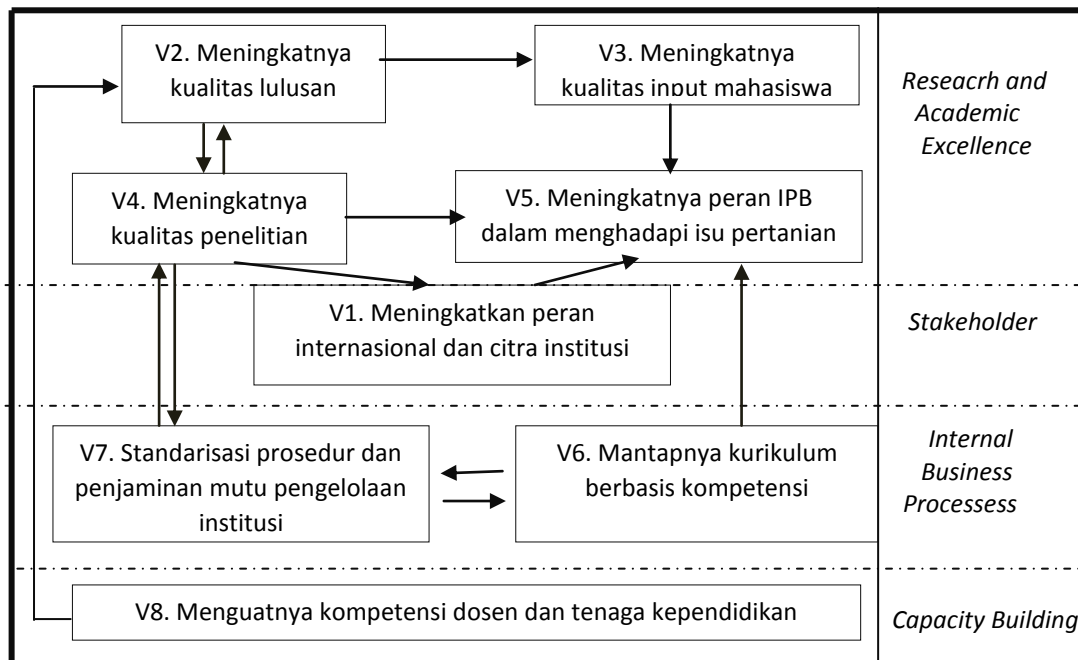 V2. Meningkatnya
kualitas lulusan
V3. Meningkatnya
kualitas input mahasiswa
Reseacrh and
Academic
Excellence
V4. Meningkatnya
kualitas penelitian
V5. Meningkatnya peran IPB
dalam menghadapi isu pertanian
V1. Meningkatkan peran
internasional dan citra institusi
Stakeholder
V7. Standarisasi prosedur dan
penjaminan mutu pengelolaan
institusi
V6. Mantapnya kurikulum
berbasis kompetensi
Internal
Business
Processess
V8. Menguatnya kompetensi dosen dan tenaga kependidikan
Capacity Building